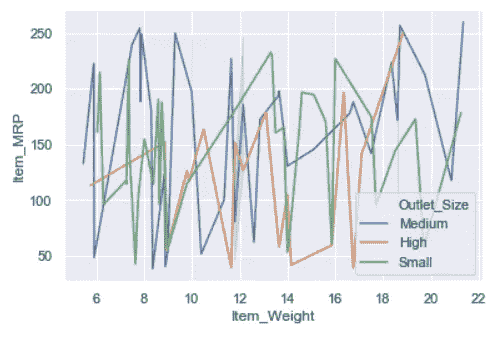 250
200
150
100
50
Item_MRP
Outlet_Size
Medium
High
Small
6 8 10 12 14 16 18 20 22
Item_Weight